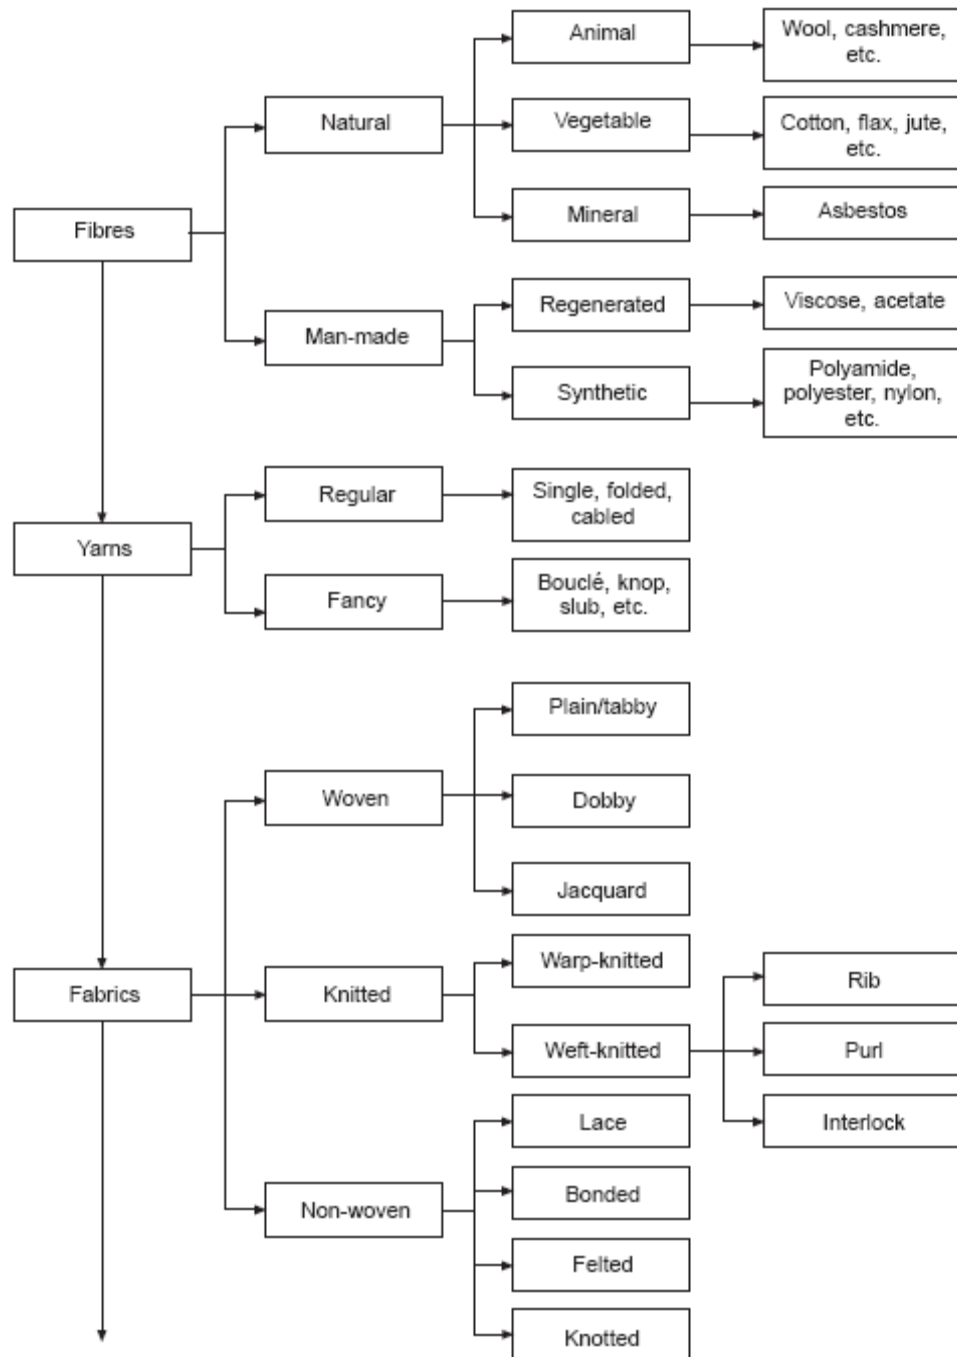 Animal
Wool, cashmere,
etc.
Natural
Vegetable
Cotton, flax, jute,
etc.
Mineral
Asbestos
Fibres
Man-made
Regenerated
Viscose, acetate
Synthetic
Polyamide,
polyester, nylon,
etc.
Regular
Single, folded,
cabled
Yarns
Fancy
Bouclé, knop,
slub, etc.
Plain/tabby
Woven
Dobby
Jacquard
Fabrics
Knitted
Warp-knitted
Weft-knitted
Rib
Purl
Interlock
Non-woven
Lace
Bonded
Felted
Knotted